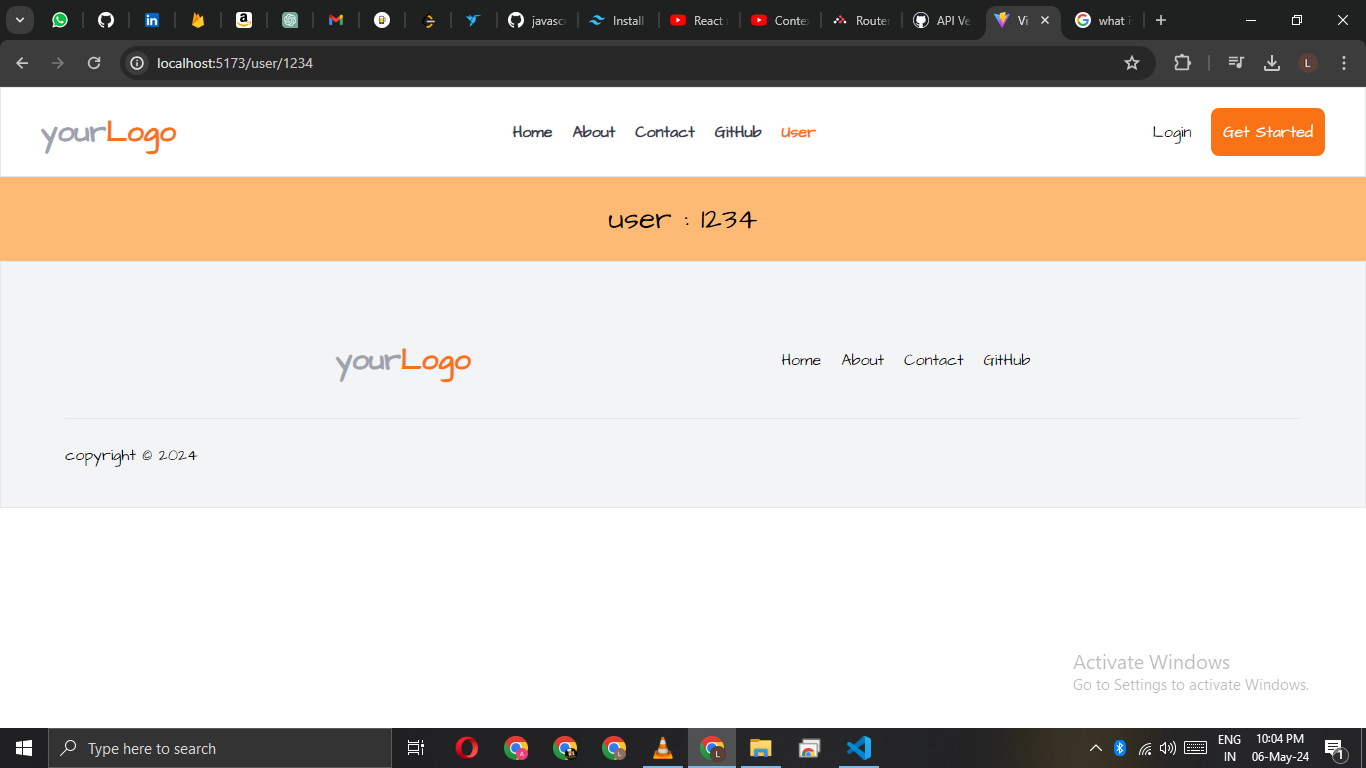 javasc
Install
React
Conte
Router
API Ve
Vi
what i
localhost:5173/user/1234
L
yourLogo
Home About Contact GitHub User
Login
Get Started
user : 1234
yourLogo
Home About Contact GitHub
copyright © 2024
Activate Windows
Go to Settings to activate Windows.
Type here to search
ENG
IN
10:04 PM
06-May-24
1